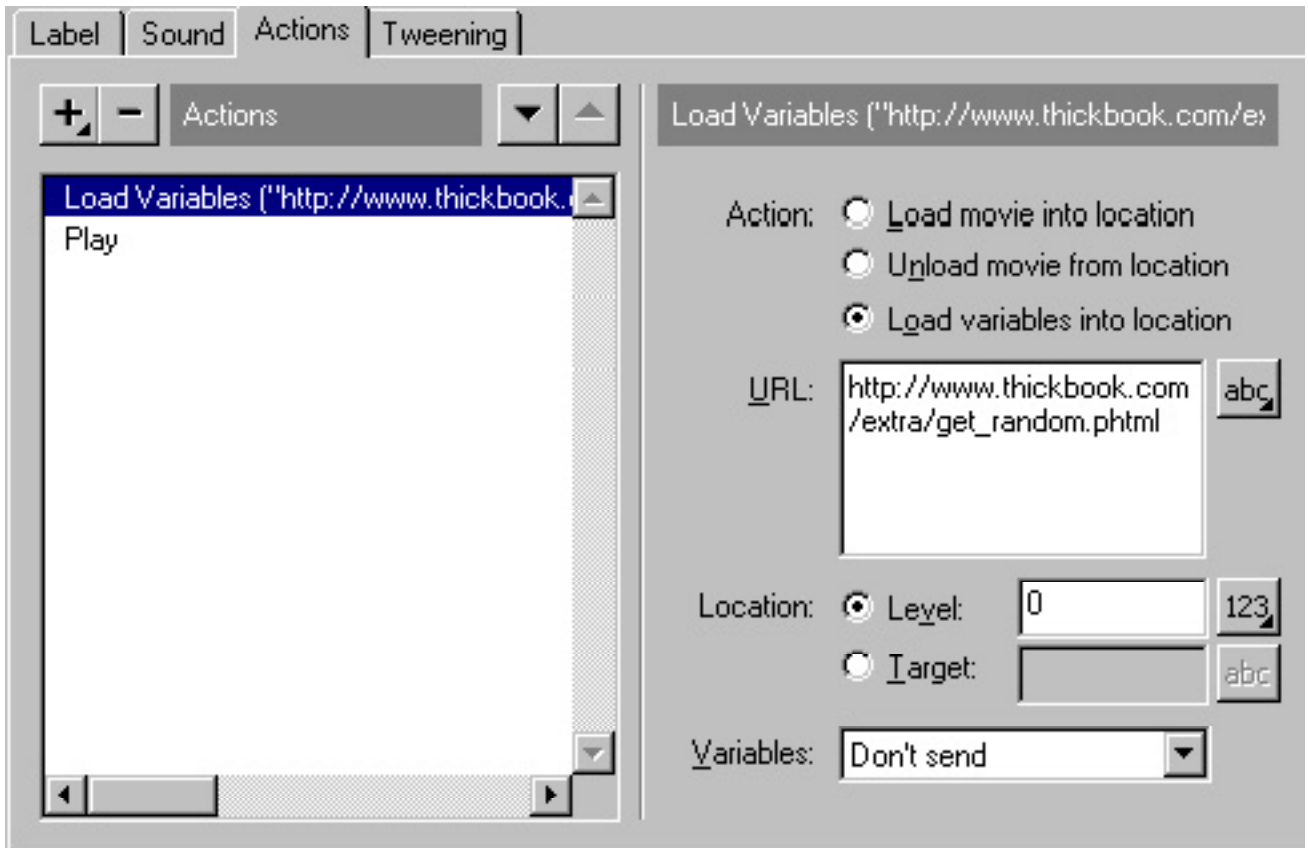 Label Sound Actions Tweening
+ - Actions
Load Variables ("http://www.thickbook.
Play
Load Variables ("http://www.thickbook.com/e
Action: Load movie into location
Unload movie from location
Load variables into location
URL: http://www.thickbook.com abc
/extra/get_random.phtml
Location: Level: 0 123
Target: abc
Variables: Don't send